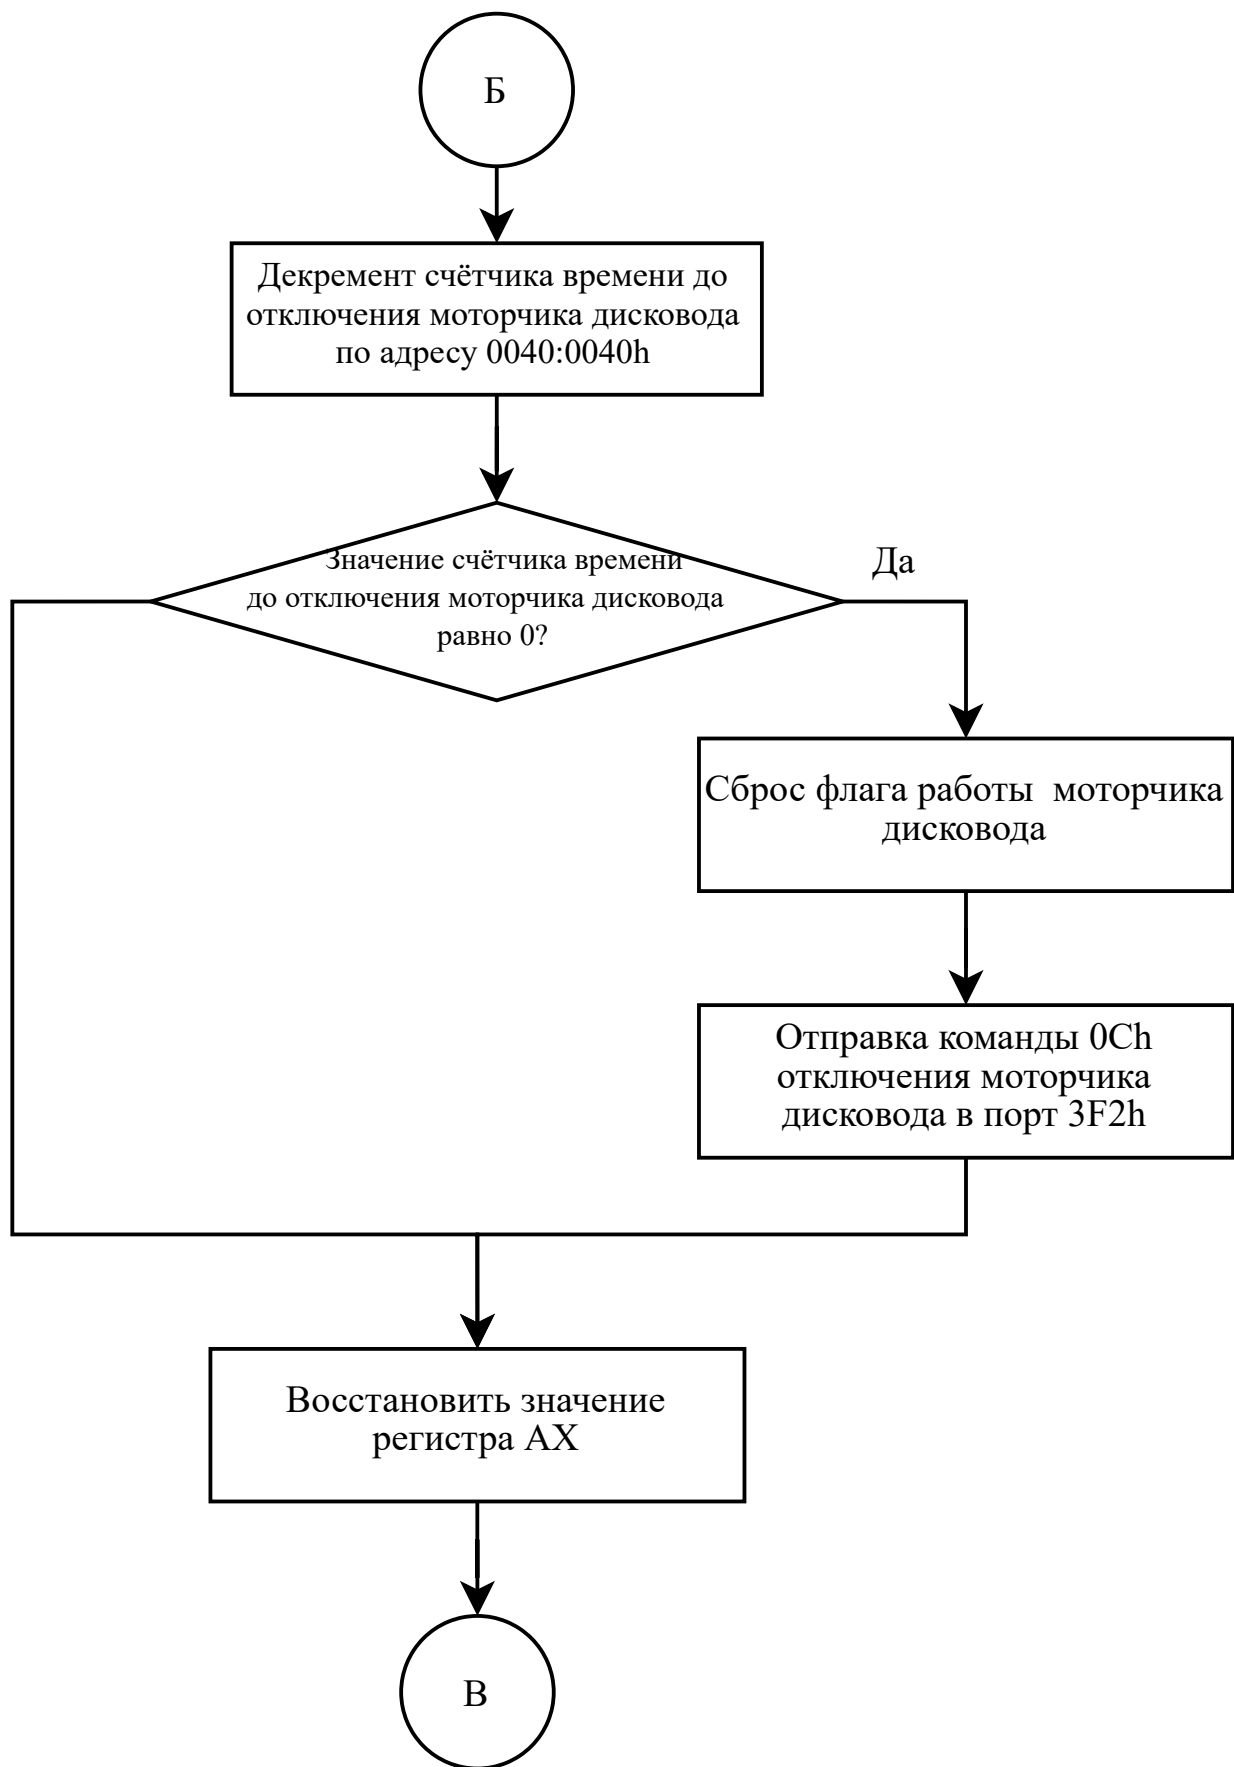 Б
Декремент счётчика времени до
отключения моторчика дисковода
по адресу 0040:0040h
Значение счётчика времени
до отключения моторчика дисковода
равно 0?
Да
Сброс флага работы  моторчика
дисковода
Отправка команды 0Ch
отключения моторчика
дисковода в порт 3F2h
Восстановить значение
регистра AX
В